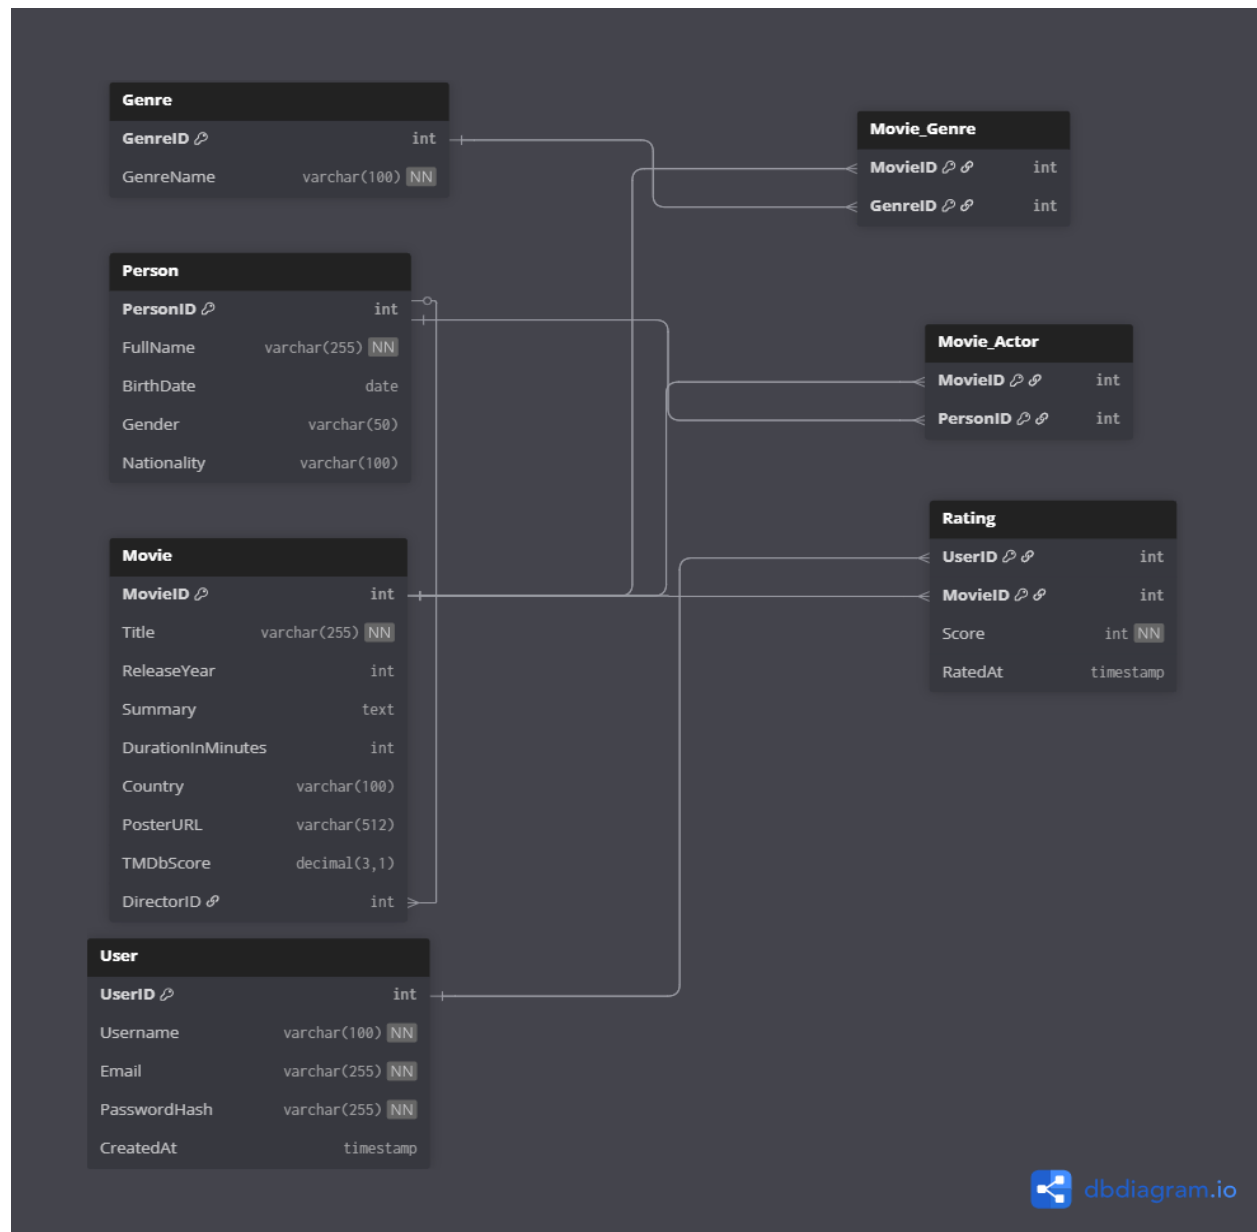 Genre
GenreID int
GenreName varchar(100) NN
Person
PersonID int
FullName varchar(255) NN
BirthDate date
Gender varchar(50)
Nationality varchar(100)
Movie
MovieID int
Title varchar(255) NN
ReleaseYear int
Summary text
DurationInMinutes int
Country varchar(100)
PosterURL varchar(512)
TMDbScore decimal(3,1)
DirectorID int
User
UserID int
Username varchar(100) NN
Email varchar(255) NN
PasswordHash varchar(255) NN
CreatedAt timestamp
Movie_Genre
MovieID int
GenreID int
Movie_Actor
MovieID int
PersonID int
Rating
UserID int
MovieID int
Score int NN
RatedAt timestamp
dbdiagram.io